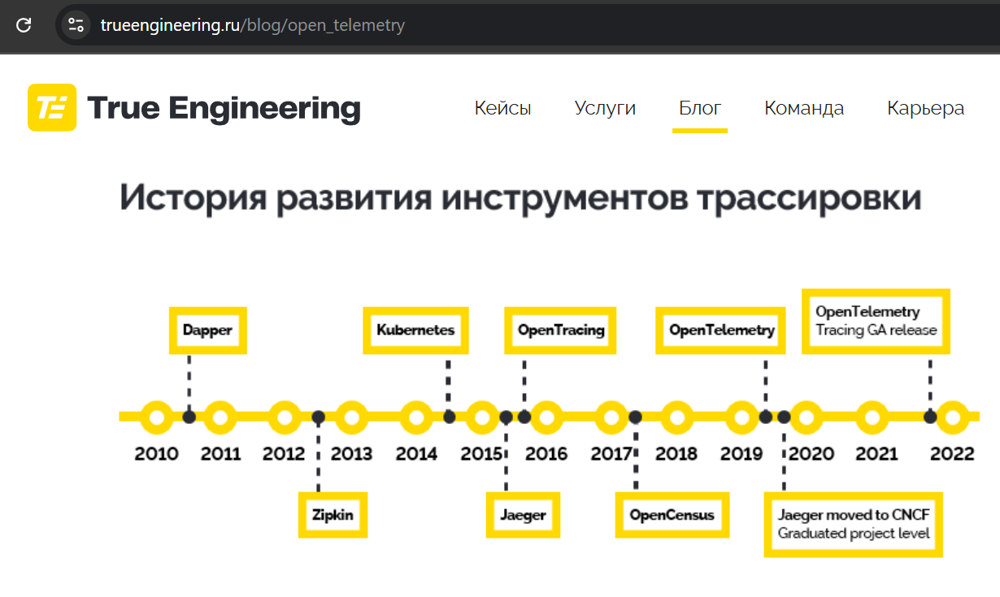 trueengineering.ru/blog/open_telemetry
TE True Engineering
Кейсы Услуги Блог Команда Карьера
История развития инструментов трассировки
Dapper
Kubernetes
OpenTracing
OpenTelemetry
OpenTelemetry
Tracing GA release
2010 2011 2012 2013 2014 2015 2016 2017 2018 2019 2020 2021 2022
Zipkin
Jaeger
OpenCensus
Jaeger moved to CNCF
Graduated project level